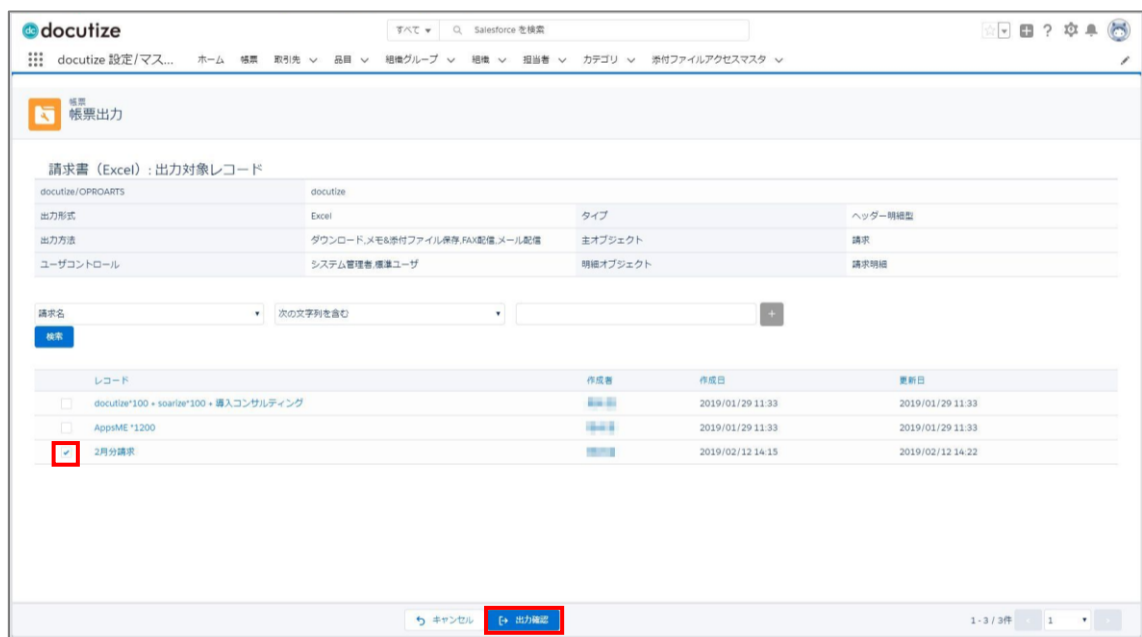 docutize
すべて Salesforce を検索
docutize 設定/マス... ホーム 帳票 取引先 品目 組織グループ 組織 担当者 カテゴリ 添付ファイルアクセスマスタ
帳票
帳票出力
請求書（Excel）: 出力対象レコード
docutize/OPROARTS docutize
出力形式 Excel タイプ ヘッダー明細型
出力方法 ダウンロード,メモ&添付ファイル保存,FAX配信,メール配信 主オブジェクト 請求
ユーザコントロール システム管理者,標準ユーザ 明細オブジェクト 請求明細
請求名 次の文字列を含む +
検索
レコード 作成者 作成日 更新日
docutize*100 + soarize*100 + 導入コンサルティング 2019/01/29 11:33 2019/01/29 11:33
AppsME *1200 2019/01/29 11:33 2019/01/29 11:33
2月分請求 2019/02/12 14:15 2019/02/12 14:22
キャンセル 出力確認 1 - 3 / 3件 1